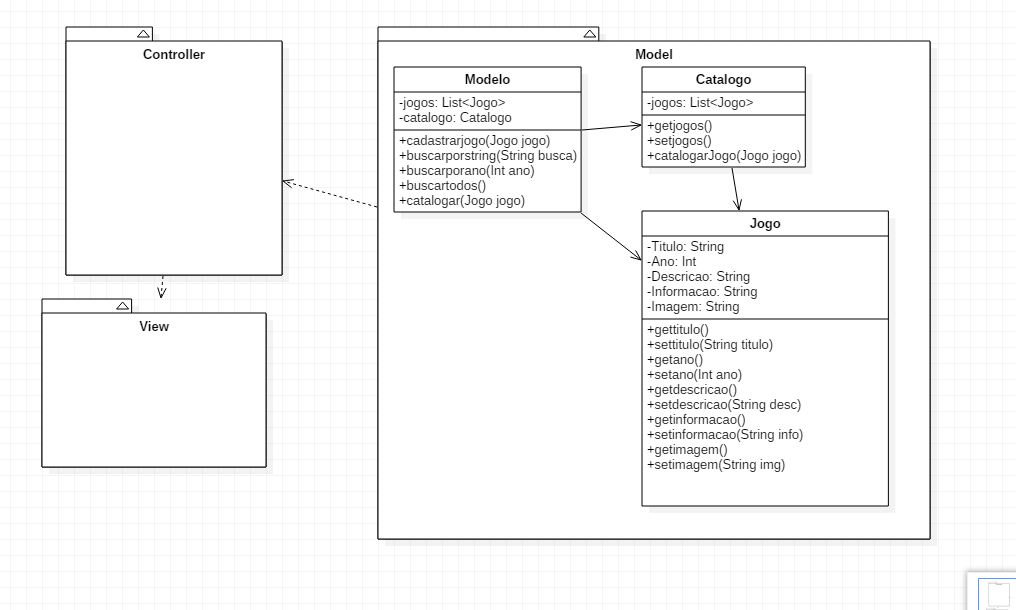 Controller
View
Model
Modelo
-jogos: List<Jogo>
-catalogo: Catalogo
+cadastrarjogo(Jogo jogo)
+buscarporstring(String busca)
+buscarporano(Int ano)
+buscartodos()
+catalogar(Jogo jogo)
Catalogo
-jogos: List<Jogo>
+getjogos()
+setjogos()
+catalogarJogo(Jogo jogo)
Jogo
-Titulo: String
-Ano: Int
-Descricao: String
-Informacao: String
-Imagem: String
+gettitulo()
+settitulo(String titulo)
+getano()
+setano(Int ano)
+getdescricao()
+setdescricao(String desc)
+getinformacao()
+setinformacao(String info)
+getimagem()
+setimagem(String img)